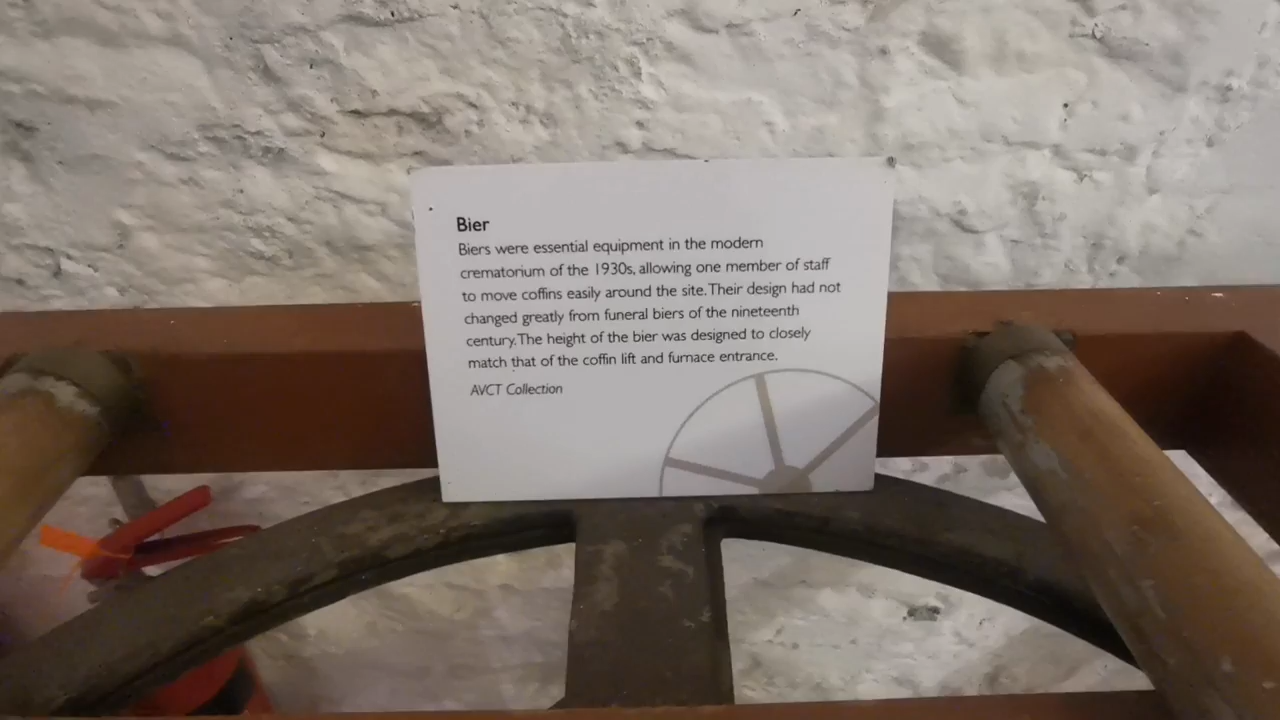 Bier
Biers were essential equipment in the modern
crematorium of the 1930s, allowing one member of staff
to move coffins easily around the site. Their design had not
changed greatly from funeral biers of the nineteenth
century. The height of the bier was designed to closely
match that of the coffin lift and furnace entrance.
AVCT Collection